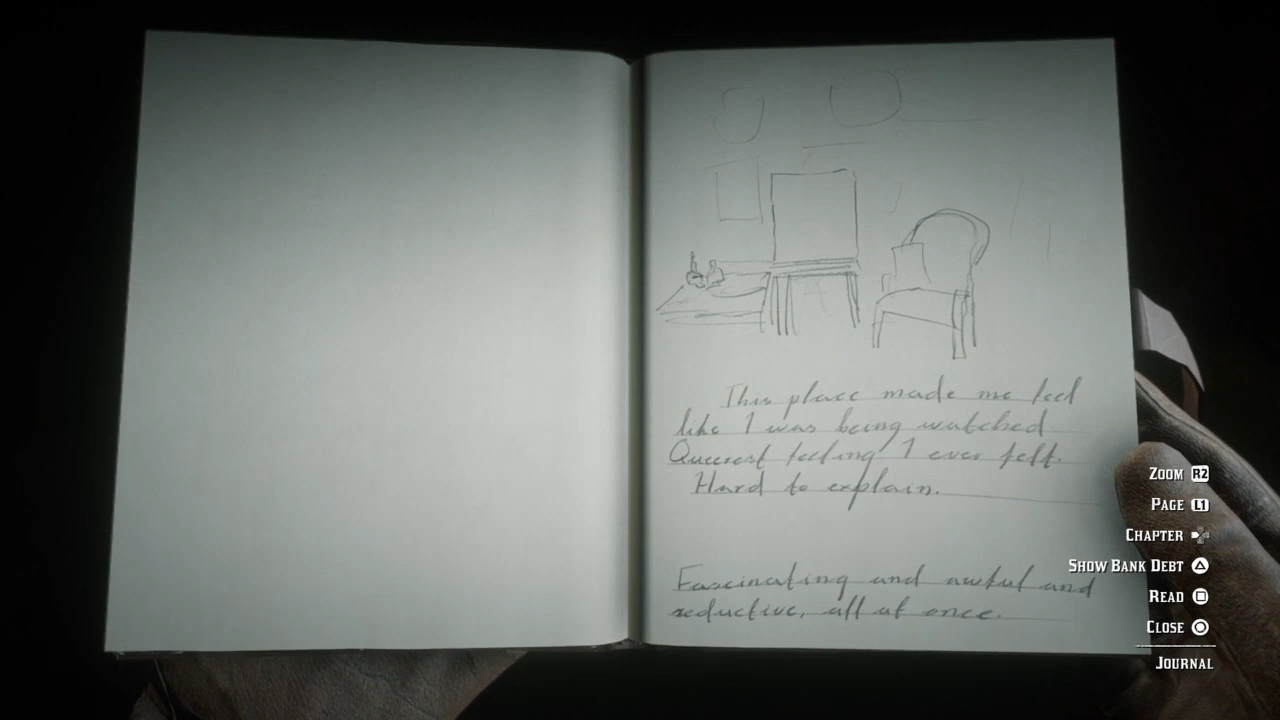 This place made me feel
like I was being watched.
Queerest feeling I ever felt.
Hard to explain.
Fascinating and awful and
reductive, all at once.
ZOOM R2
PAGE L1
CHAPTER
SHOW BANK DEBT
READ
CLOSE
JOURNAL